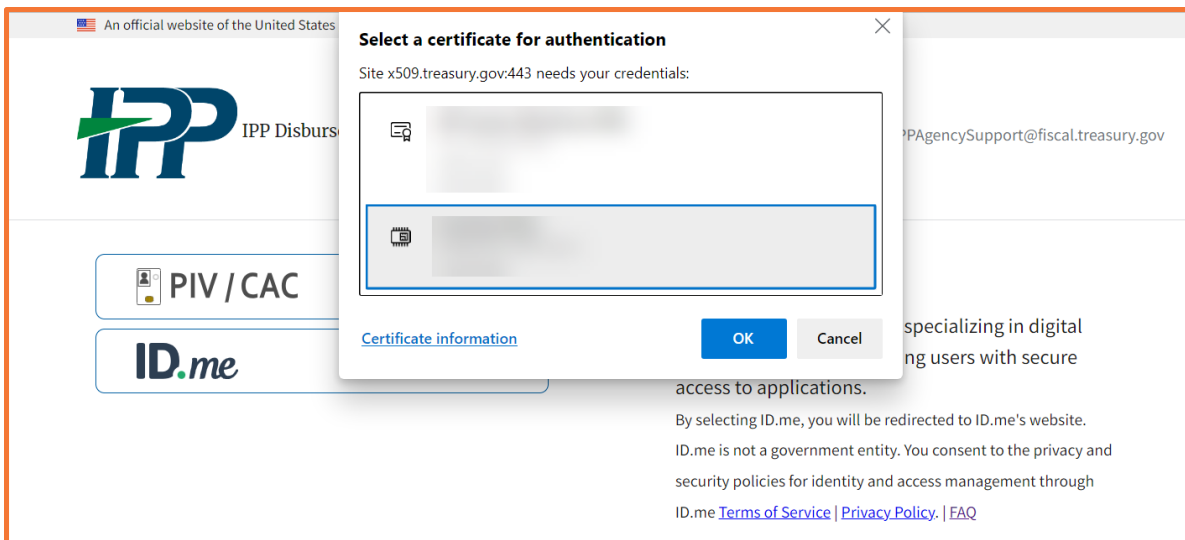 An official website of the United States
Select a certificate for authentication
Site x509.treasury.gov:443 needs your credentials:
IPP
IPP Disburs
PPAgencySupport@fiscal.treasury.gov
PIV / CAC
ID.me
Certificate information
OK
Cancel
specializing in digital
ng users with secure
access to applications.
By selecting ID.me, you will be redirected to ID.me's website.
ID.me is not a government entity. You consent to the privacy and
security policies for identity and access management through
ID.me Terms of Service | Privacy Policy. | FAQ